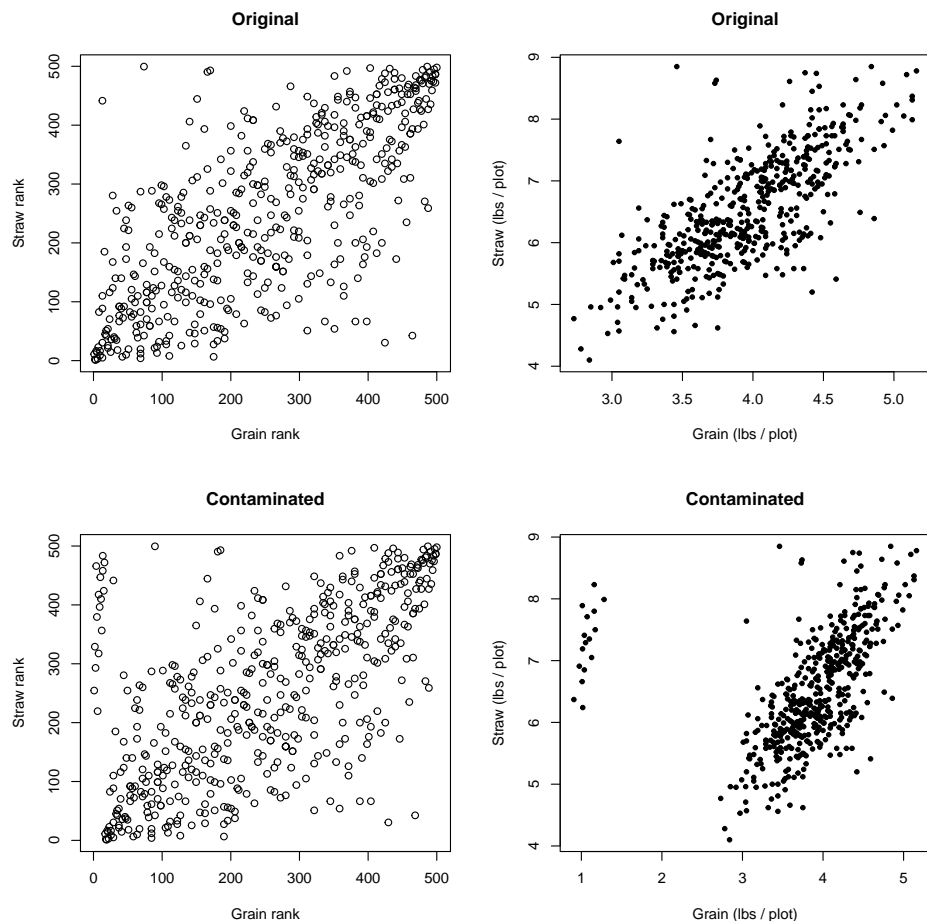 Original
Straw rank
0 100 200 300 400 500
0 100 200 300 400 500
Grain rank
Original
Straw (lbs / plot)
4 5 6 7 8 9
3.0 3.5 4.0 4.5 5.0
Grain (lbs / plot)
Contaminated
Straw rank
0 100 200 300 400 500
0 100 200 300 400 500
Grain rank
Contaminated
Straw (lbs / plot)
4 5 6 7 8 9
1 2 3 4 5
Grain (lbs / plot)